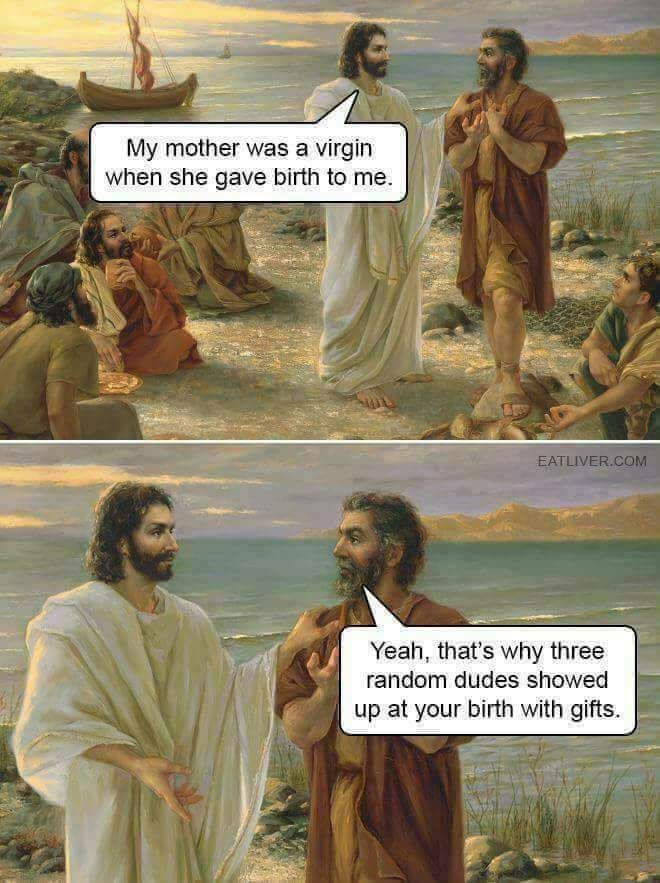 My mother was a virgin
when she gave birth to me.
EATLIVER.COM
Yeah, that's why three
random dudes showed
up at your birth with gifts.